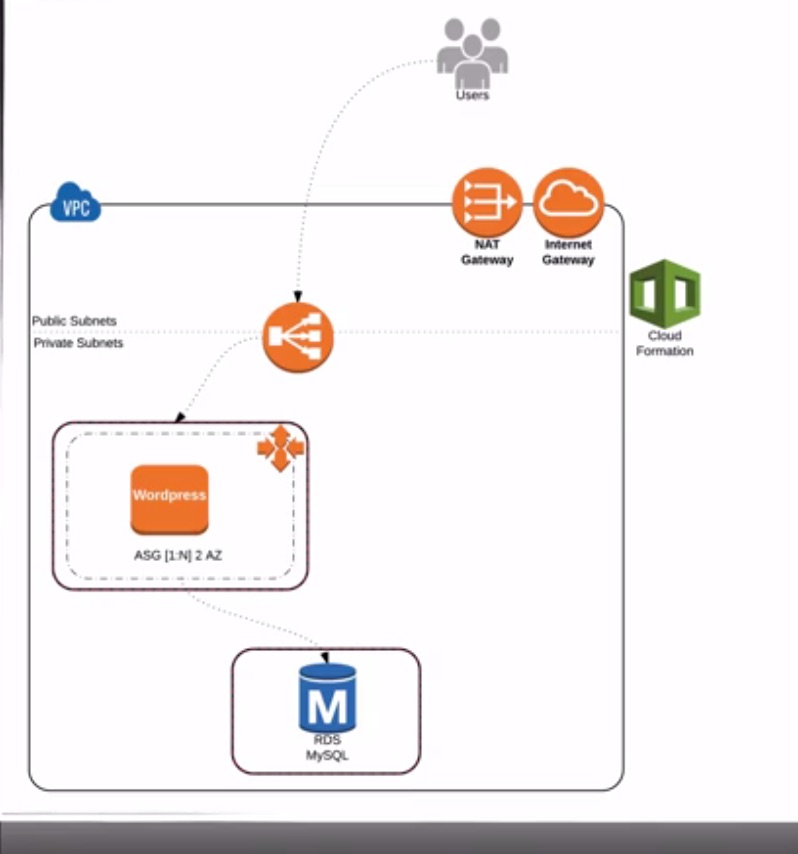 Users
VPC
NAT
Gateway
Internet
Gateway
Public Subnets
Private Subnets
Cloud
Formation
Wordpress
ASG [1:N] 2 AZ
M
RDS
MySQL